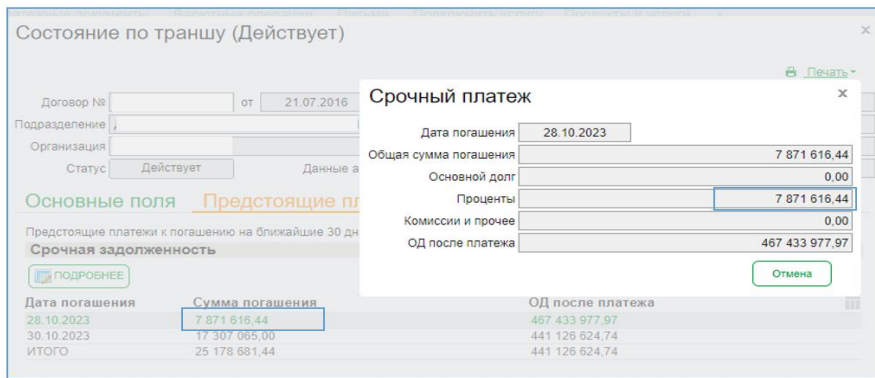 Состояние по траншу (Действует)
×
Печать
Договор №
от 21.07.2016
Подразделение
Организация
Статус Действует
Данные а
Основные поля Предстоящие пл
Предстоящие платежи к погашению на ближайшие 30 дн
Срочная задолженность
ПОДРОБНЕЕ
Дата погашения Сумма погашения ОД после платежа
28.10.2023 7 871 616,44 467 433 977,97
30.10.2023 17 307 065,00 441 126 624,74
ИТОГО 25 178 681,44 441 126 624,74
Срочный платеж ×
Дата погашения 28.10.2023
Общая сумма погашения 7 871 616,44
Основной долг 0,00
Проценты 7 871 616,44
Комиссии и прочее 0,00
ОД после платежа 467 433 977,97
Отмена